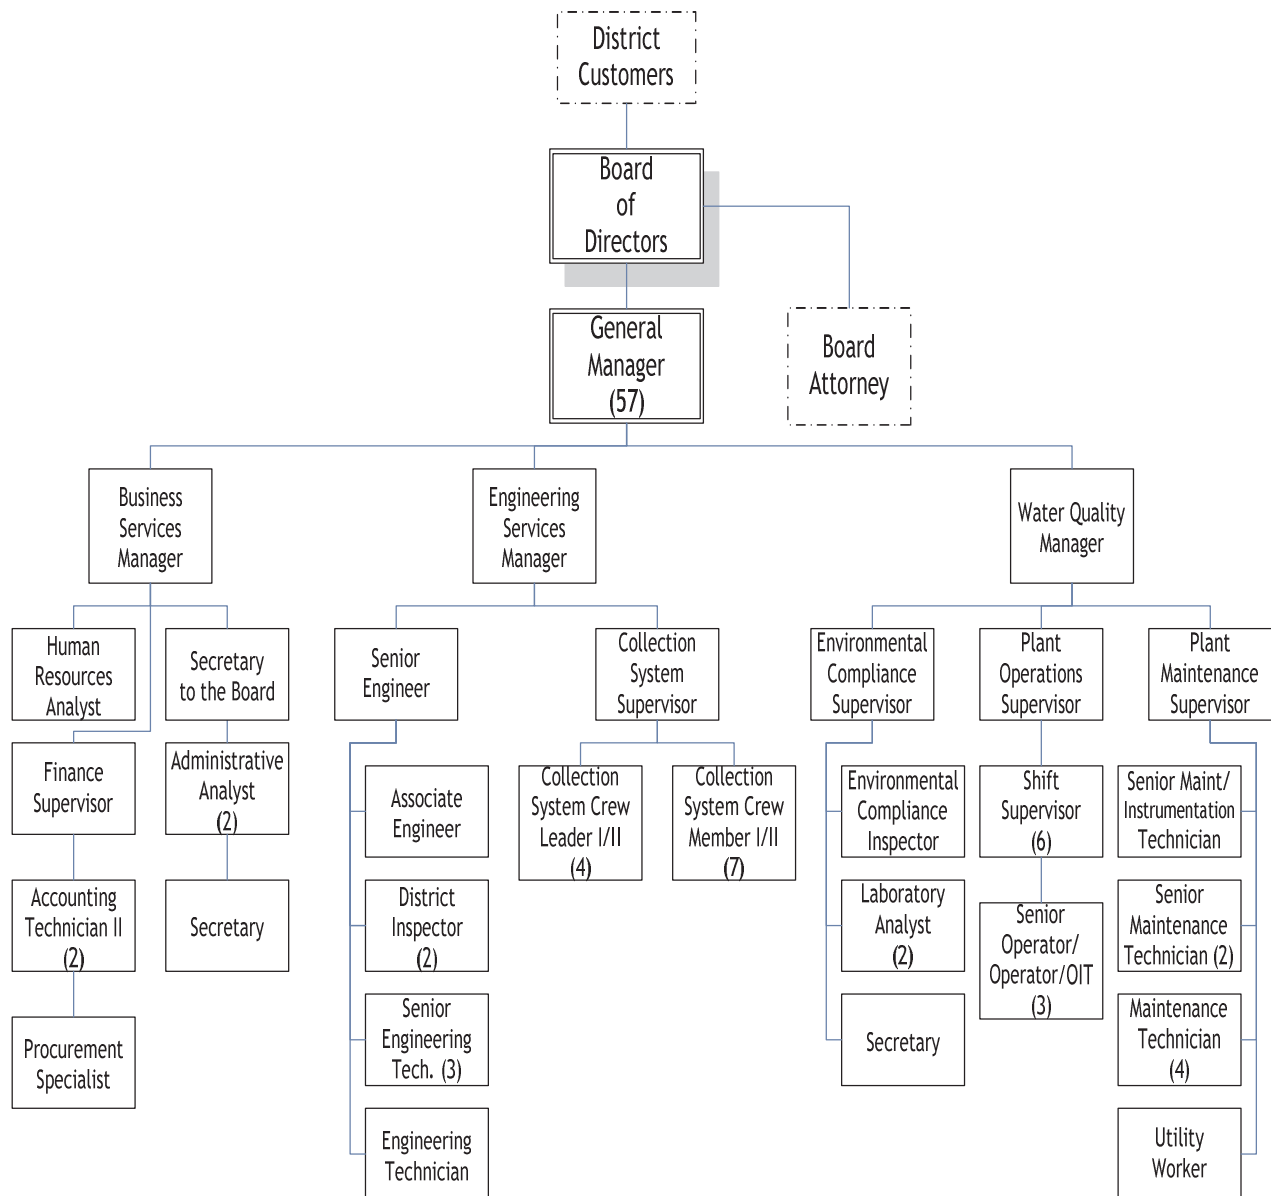 District
Customers
Board
of
Directors
General
Manager
(57)
Board
Attorney
Business
Services
Manager
Engineering
Services
Manager
Water Quality
Manager
Human
Resources
Analyst
Secretary
to the Board
Finance
Supervisor
Administrative
Analyst
(2)
Accounting
Technician II
(2)
Secretary
Procurement
Specialist
Senior
Engineer
Collection
System
Supervisor
Associate
Engineer
District
Inspector
(2)
Senior
Engineering
Tech. (3)
Engineering
Technician
Collection
System Crew
Leader I/II
(4)
Collection
System Crew
Member I/II
(7)
Environmental
Compliance
Supervisor
Plant
Operations
Supervisor
Plant
Maintenance
Supervisor
Environmental
Compliance
Inspector
Laboratory
Analyst
(2)
Secretary
Shift
Supervisor
(6)
Senior
Operator/
Operator/OIT
(3)
Senior Maint/
Instrumentation
Technician
Senior
Maintenance
Technician (2)
Maintenance
Technician
(4)
Utility
Worker